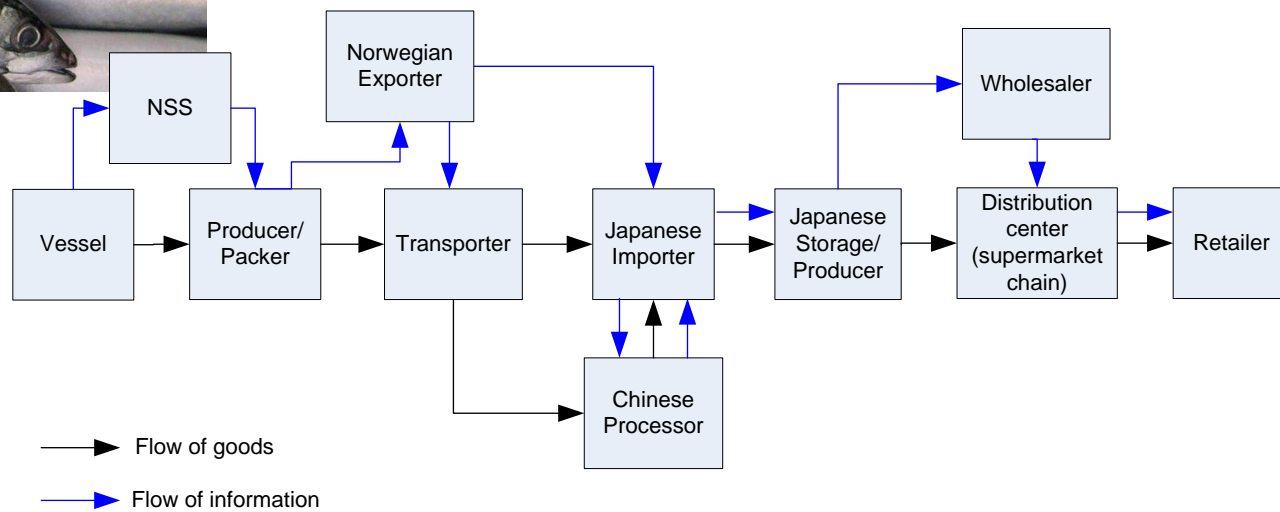 Norwegian
Exporter
NSS
Wholesaler
Vessel
Producer/
Packer
Transporter
Japanese
Importer
Japanese
Storage/
Producer
Distribution
center
(supermarket
chain)
Retailer
Chinese
Processor
Flow of goods
Flow of information